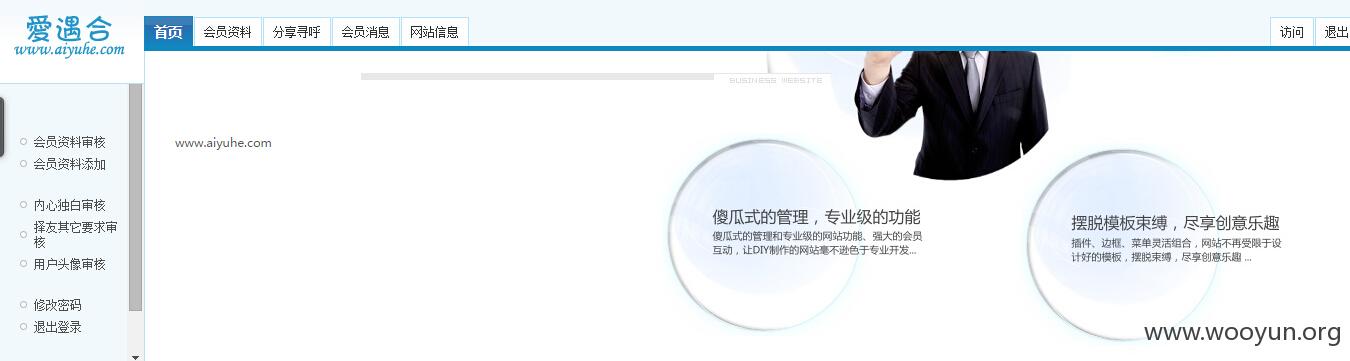 愛遇合
www.aiyuhe.com
首页 会员资料 分享寻呼 会员消息 网站信息 访问 退出
BUSINESS WEBSITE
会员资料审核
会员资料添加
内心独白审核
择友其它要求审
核
用户头像审核
修改密码
退出登录
www.aiyuhe.com
傻瓜式的管理，专业级的功能
傻瓜式的管理和专业级的网站功能、强大的会员
互动，让DIY制作的网站毫不逊色于专业开发...
摆脱模板束缚，尽享创意乐趣
插件、边框、菜单灵活组合，网站不再受限于设
计好的模板，摆脱束缚，尽享创意乐趣 ...
www.wooyun.org